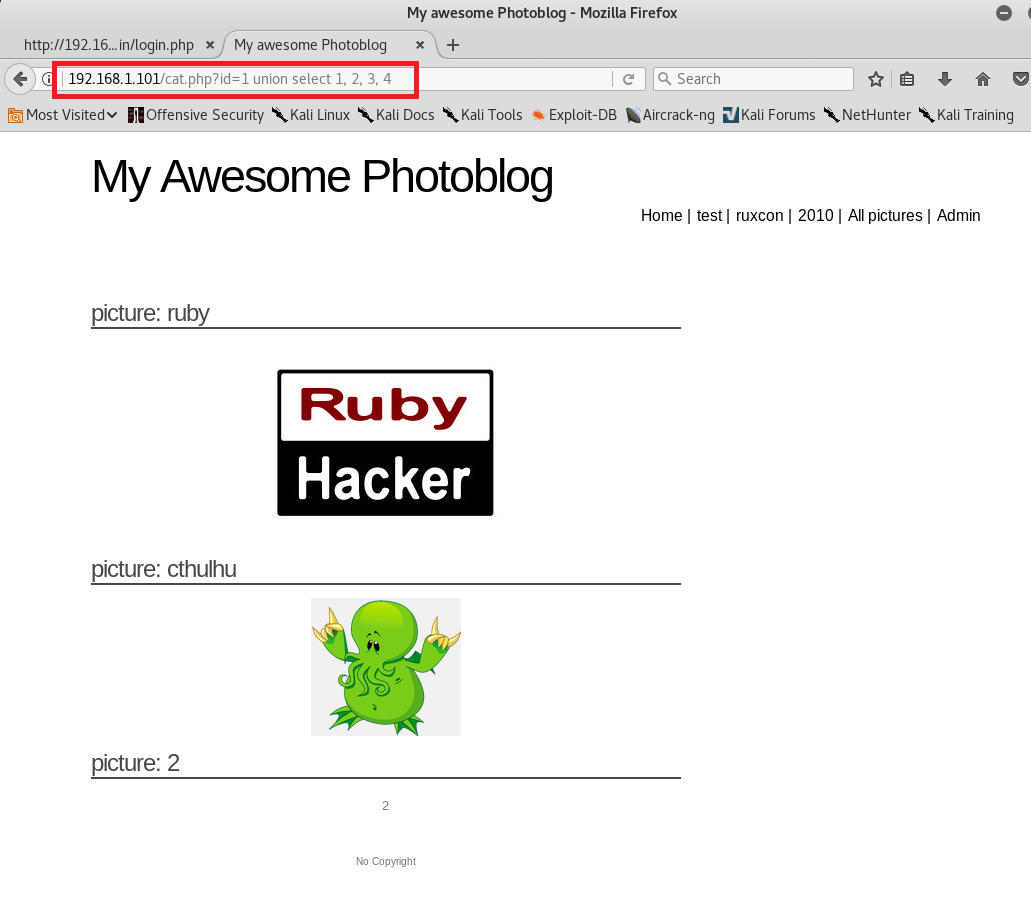 My awesome Photoblog - Mozilla Firefox
http://192.16...in/login.php × My awesome Photoblog × +
192.168.1.101/cat.php?id=1 union select 1, 2, 3, 4 Search
Most Visited Offensive Security Kali Linux Kali Docs Kali Tools Exploit-DB Aircrack-ng Kali Forums NetHunter Kali Training
My Awesome Photoblog
Home | test | ruxcon | 2010 | All pictures | Admin
picture: ruby
Ruby
Hacker
picture: cthulhu
picture: 2
2
No Copyright